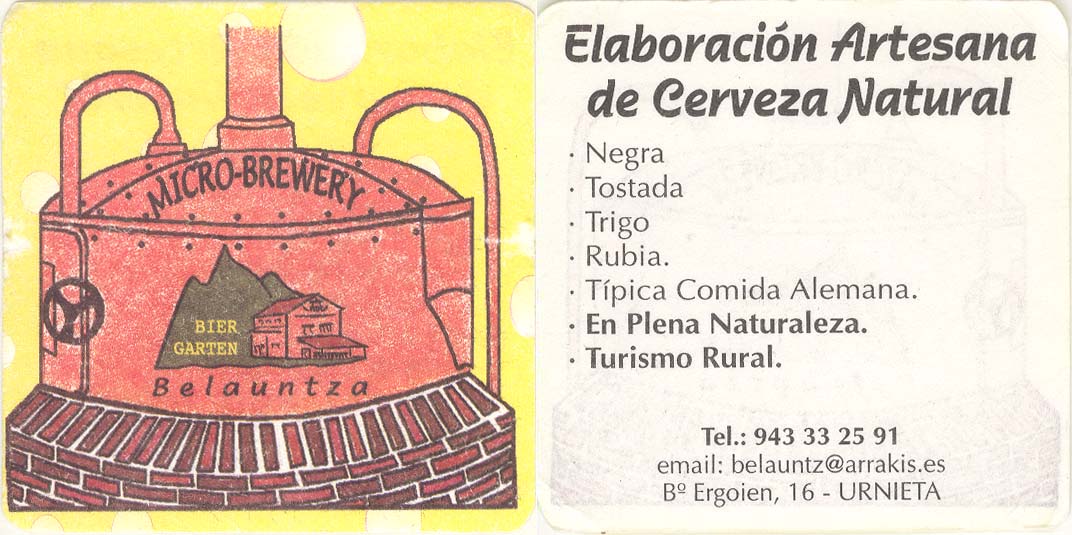 MICRO-BREWERY
BIER
GARTEN
Belauntza
Elaboración Artesana
de Cerveza Natural
· Negra
· Tostada
· Trigo
· Rubia.
· Típica Comida Alemana.
· En Plena Naturaleza.
· Turismo Rural.
Tel.: 943 33 25 91
email: belauntz@arrakis.es
Bº Ergoien, 16 - URNIETA